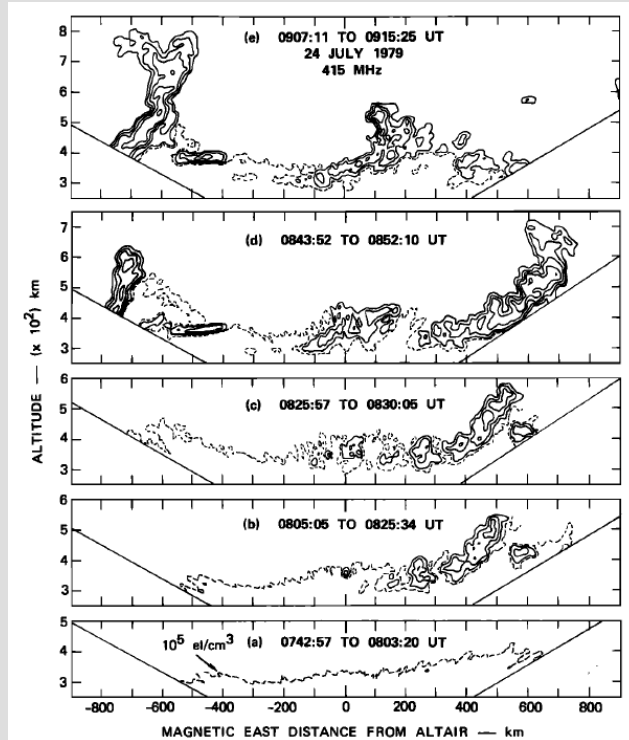 8
(e) 0907:11 TO 0915:25 UT
24 JULY 1979
415 MHz
7
6
5
4
3
7
(d) 0843:52 TO 0852:10 UT
6
5
4
3
6
(c) 0825:57 TO 0830:05 UT
5
4
3
6
(b) 0805:05 TO 0825:34 UT
5
4
3
5
(a) 0742:57 TO 0803:20 UT
10⁵ el/cm³
4
3
ALTITUDE — (x 10²) km
-800 -600 -400 -200 0 200 400 600 800
MAGNETIC EAST DISTANCE FROM ALTAIR — km